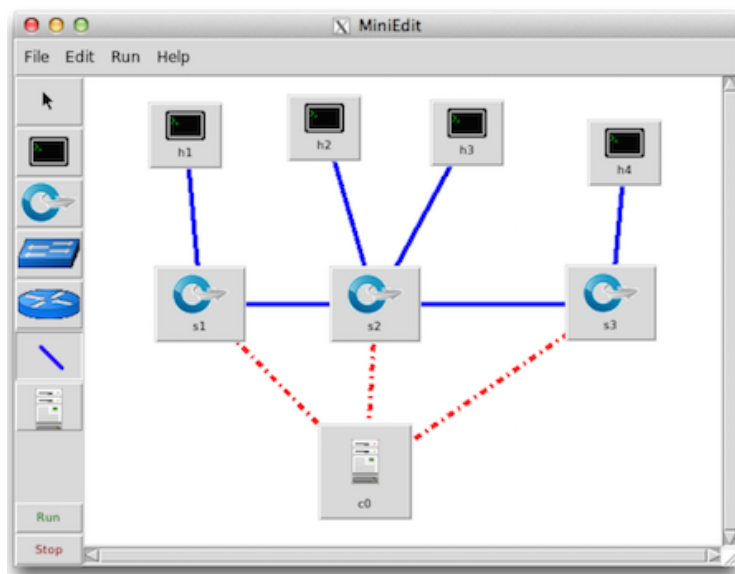 MiniEdit
File Edit Run Help
h1
h2
h3
h4
s1
s2
s3
c0
Run
Stop